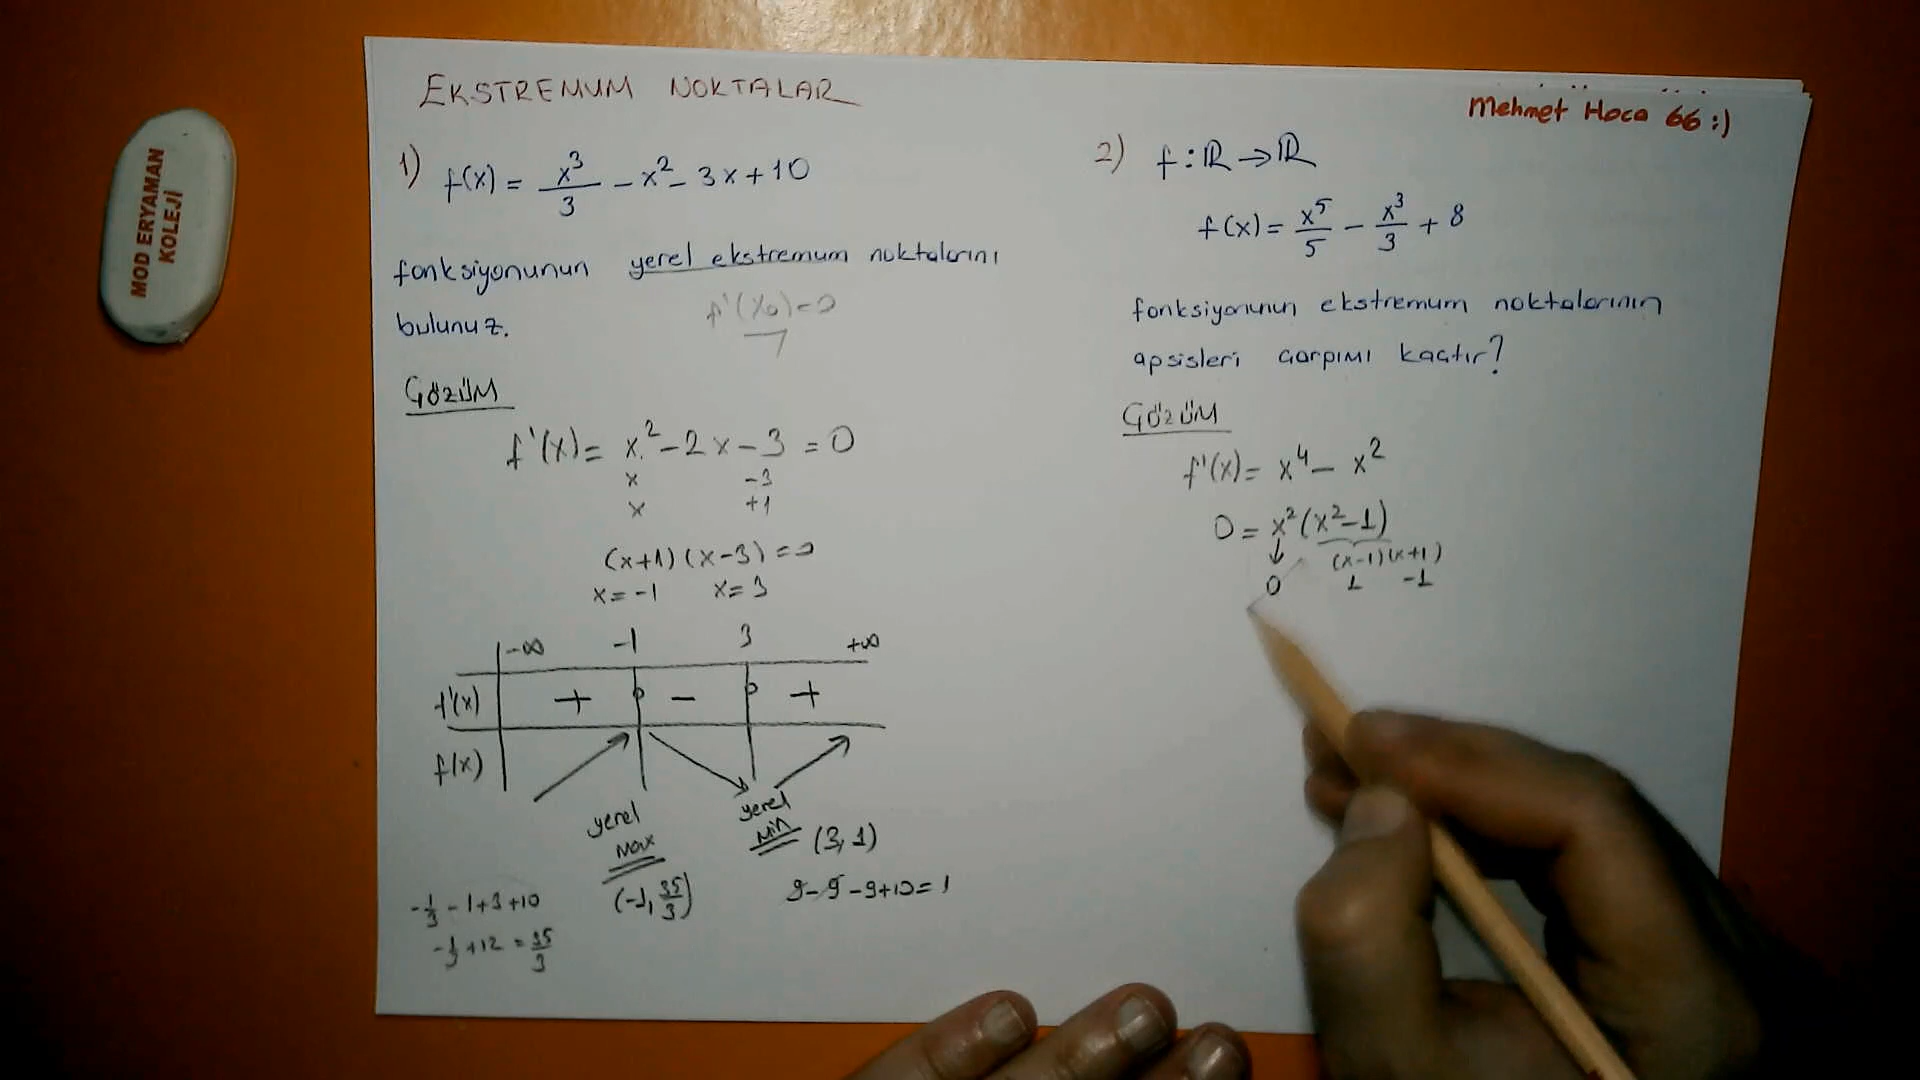 EKSTREMUM NOKTALAR
1) f(x) = x³/3 - x² - 3x + 10
fonksiyonunun yerel ekstremum noktalarını
bulunuz.
f'(x₀)=0
ÇÖZÜM
f'(x) = x² - 2x - 3 = 0
x -3
x +1
(x+1)(x-3)=0
x=-1 x=3
-∞ -1 3 +∞
f'(x) + 0 - 0 +
f(x)
yerel
max
(-1, 35/3)
yerel
min (3, 1)
9-9-9+10=1
-1/3 - 1 + 3 + 10
-1/3 + 12 = 35/3
Mehmet Hoca 66 :)
2) f : ℝ → ℝ
f(x) = x⁵/5 - x³/3 + 8
fonksiyonunun ekstremum noktalarının
apsisleri çarpımı kaçtır?
ÇÖZÜM
f'(x) = x⁴ - x²
0 = x²(x²-1)
↓ (x-1)(x+1)
0 1 -1
MOD ERYAMAN
KOLEJİ